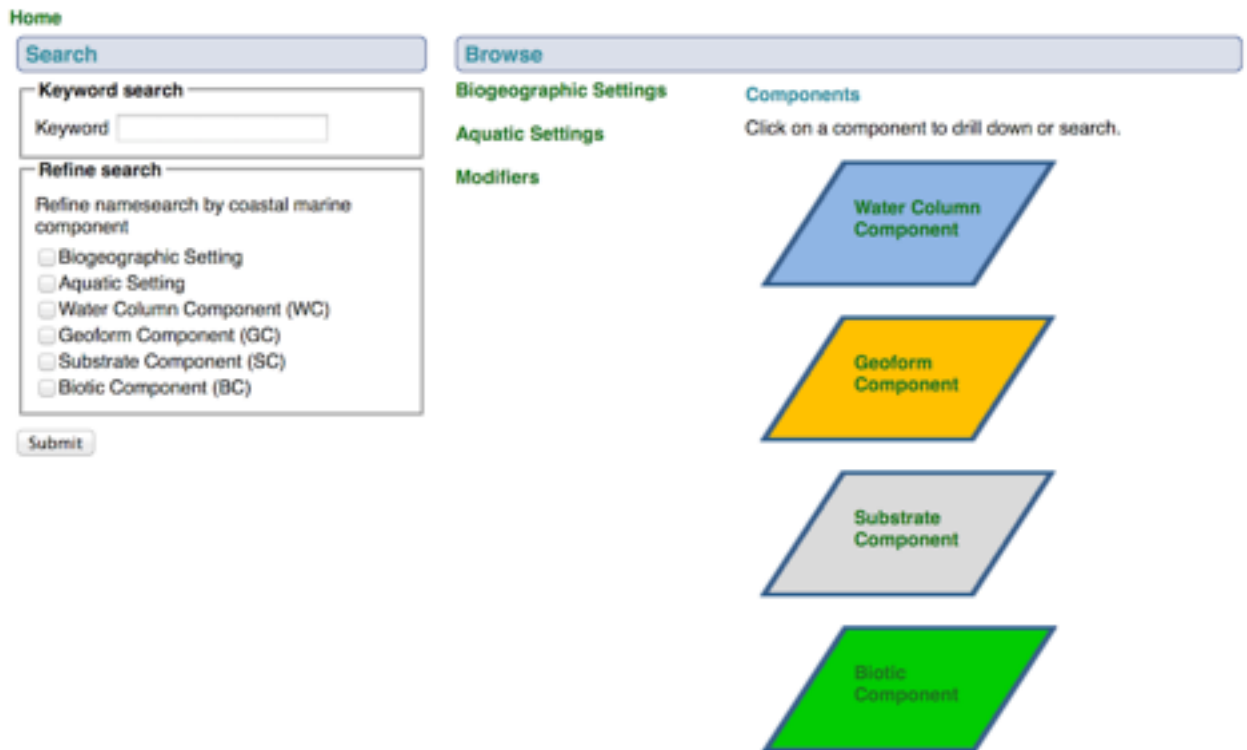 Home
Search
Keyword search
Keyword
Refine search
Refine namesearch by coastal marine
component
Biogeographic Setting
Aquatic Setting
Water Column Component (WC)
Geoform Component (GC)
Substrate Component (SC)
Biotic Component (BC)
Submit
Browse
Biogeographic Settings
Aquatic Settings
Modifiers
Components
Click on a component to drill down or search.
Water Column
Component
Geoform
Component
Substrate
Component
Biotic
Component